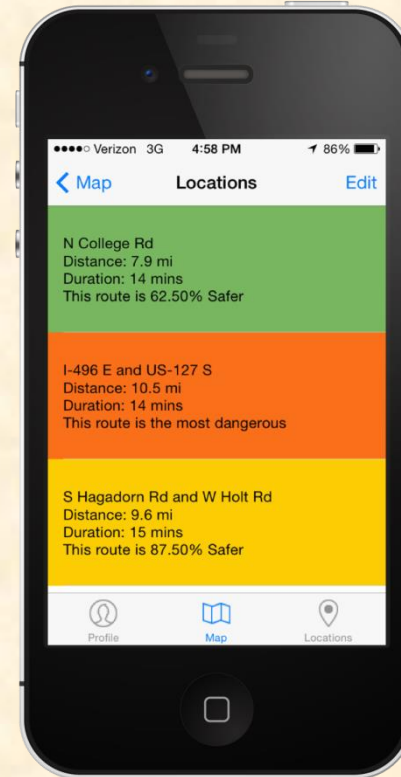 Verizon 3G 4:58 PM 86%
Map Locations Edit
N College Rd
Distance: 7.9 mi
Duration: 14 mins
This route is 62.50% Safer
I-496 E and US-127 S
Distance: 10.5 mi
Duration: 14 mins
This route is the most dangerous
S Hagadorn Rd and W Holt Rd
Distance: 9.6 mi
Duration: 15 mins
This route is 87.50% Safer
Profile Map Locations